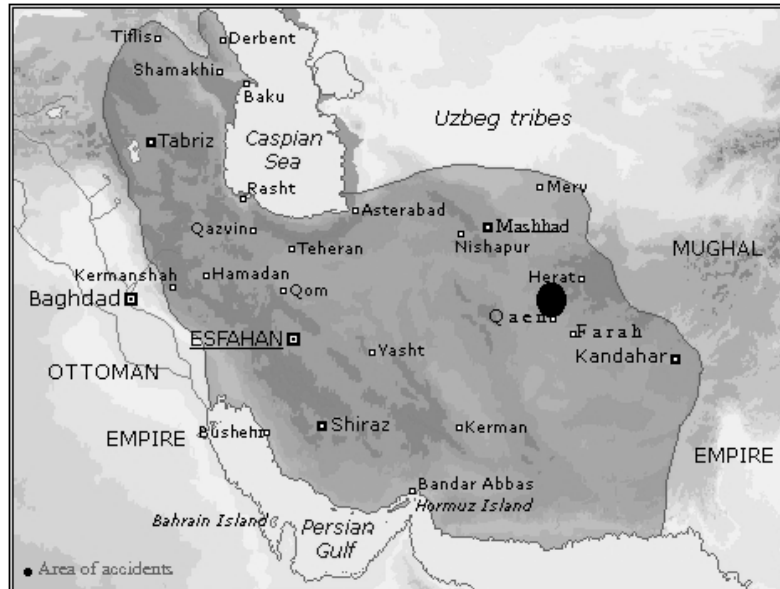 Tiflis
Derbent
Shamakhi
Baku
Uzbeg tribes
Tabriz
Caspian
Sea
Rasht
Merv
Asterabad
Qazvin
Mashhad
Nishapur
Teheran
MUGHAL
Kermanshah
Hamadan
Herat
Baghdad
Qom
Qaen
Farah
ESFAHAN
Yasht
Kandahar
OTTOMAN
EMPIRE
Bushehr
Shiraz
Kerman
EMPIRE
Bandar Abbas
Hormuz Island
Bahrain Island
Persian
Gulf
Area of accidents